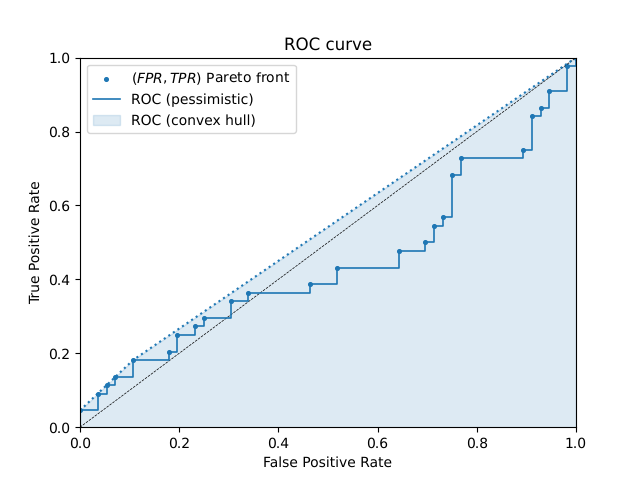 ROC curve
(FPR, TPR) Pareto front
ROC (pessimistic)
ROC (convex hull)
True Positive Rate
1.0
0.8
0.6
0.4
0.2
0.0
0.0 0.2 0.4 0.6 0.8 1.0
False Positive Rate